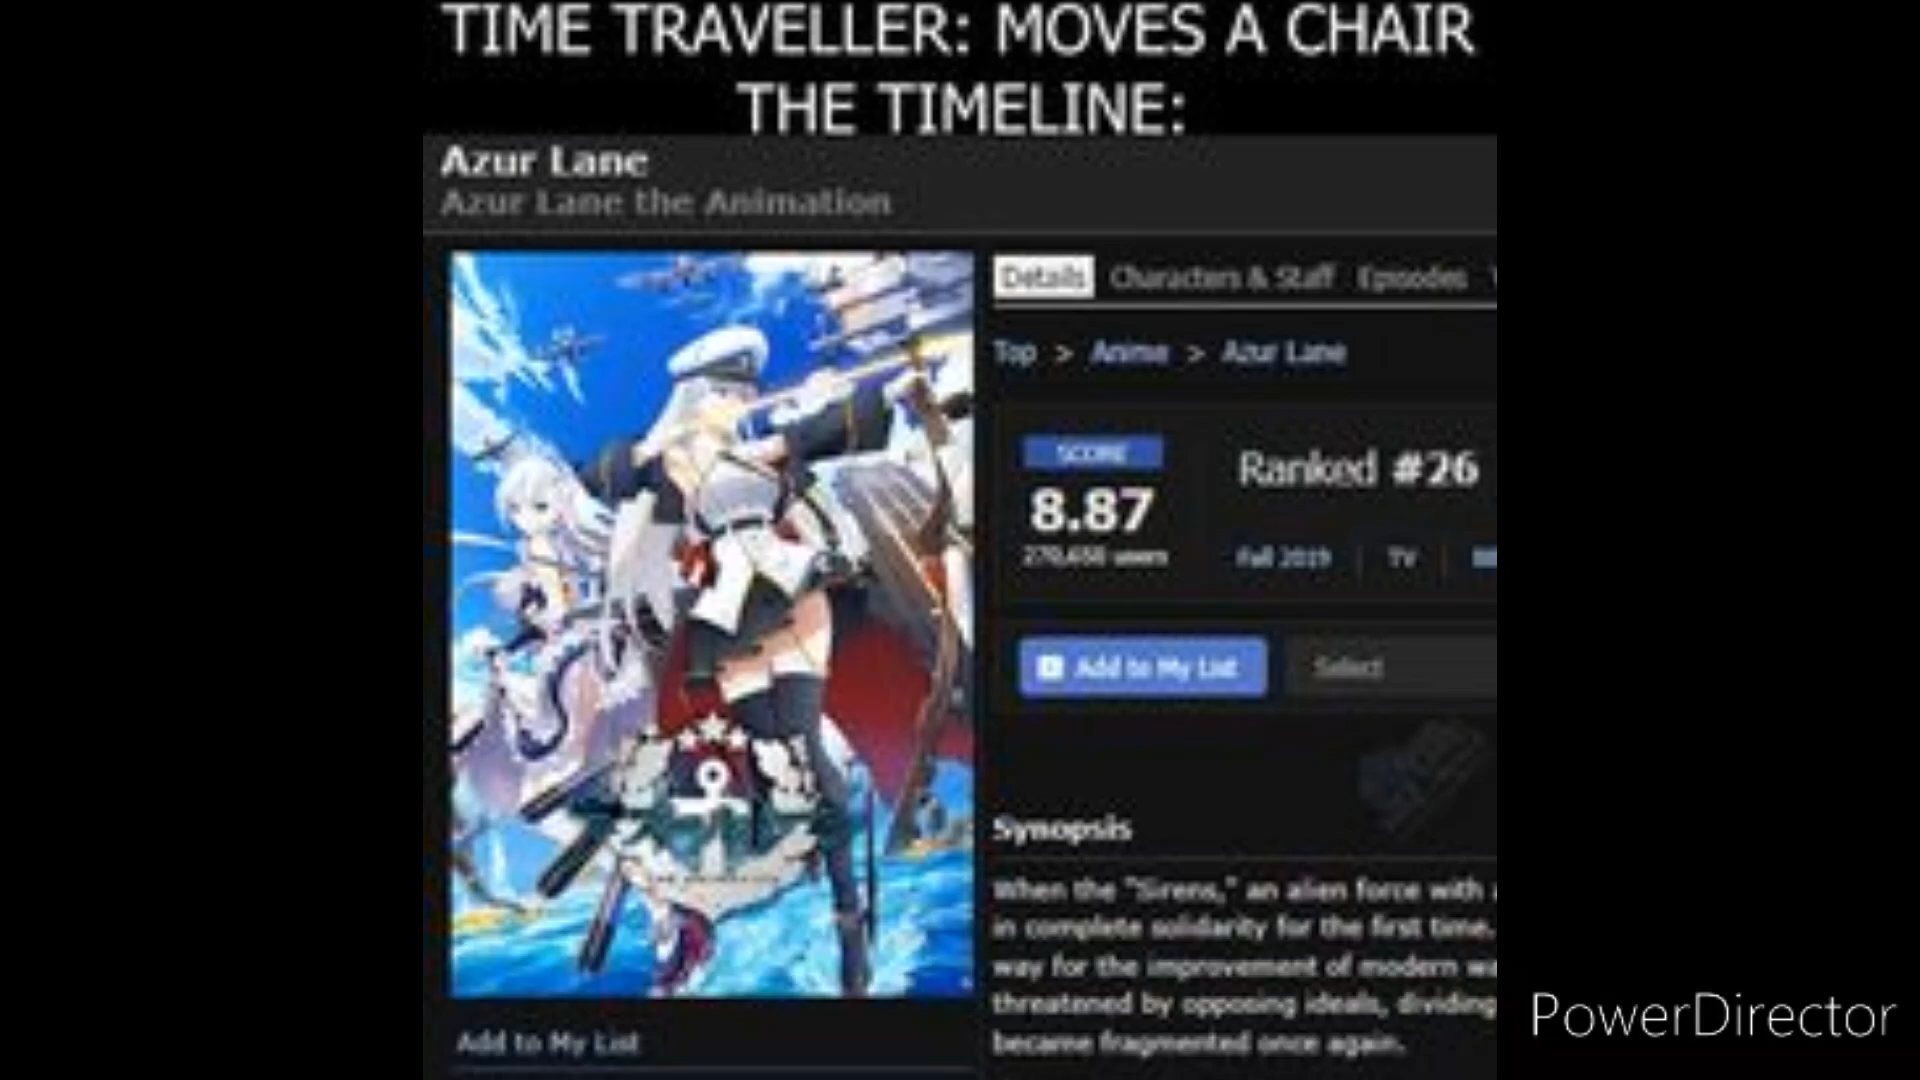 TIME TRAVELLER: MOVES A CHAIR
THE TIMELINE:
Azur Lane
Azur Lane the Animation
Details Characters & Staff Episodes
Top > Anime > Azur Lane
SCORE
8.87
users
Ranked #26
Fall 2019 | TV |
Add to My List
Select
Synopsis
When the "Sirens," an alien force with
in complete solidarity for the first time,
way for the improvement of modern
threatened by opposing ideals, dividing
became fragmented once again.
Add to My List
PowerDirector